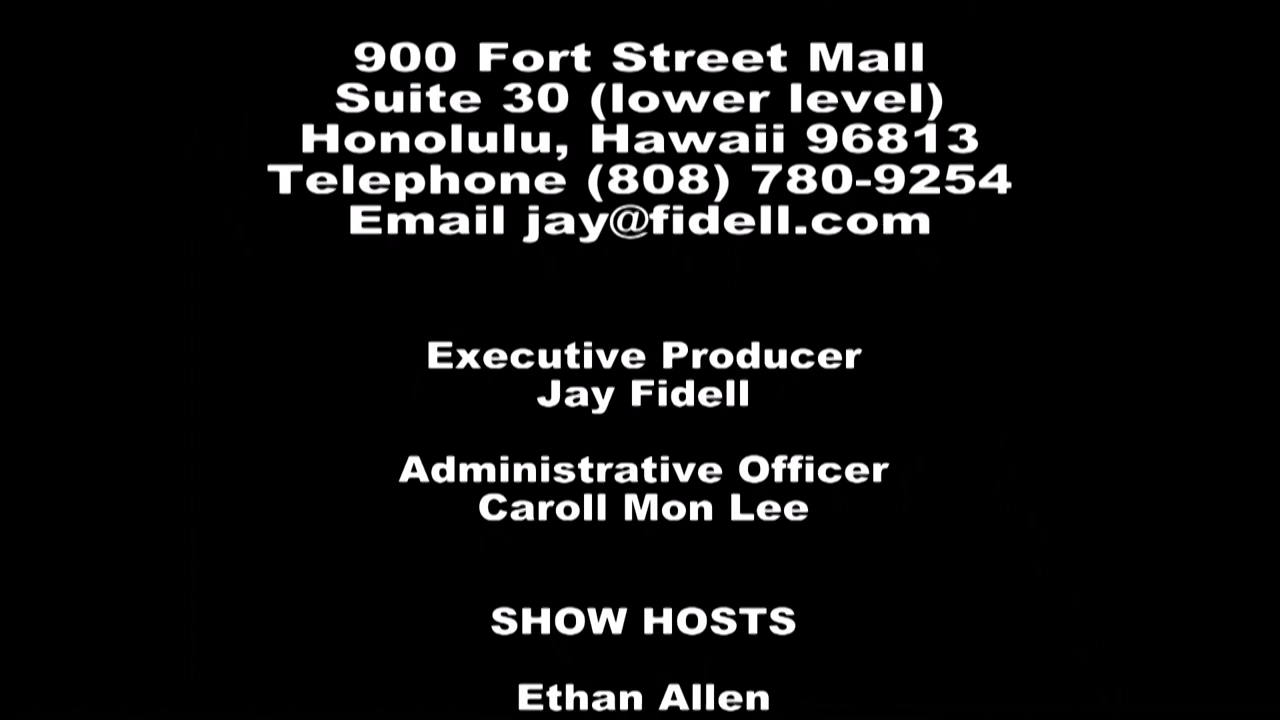 900 Fort Street Mall
Suite 30 (lower level)
Honolulu, Hawaii 96813
Telephone (808) 780-9254
Email jay@fidell.com
Executive Producer
Jay Fidell
Administrative Officer
Caroll Mon Lee
SHOW HOSTS
Ethan Allen